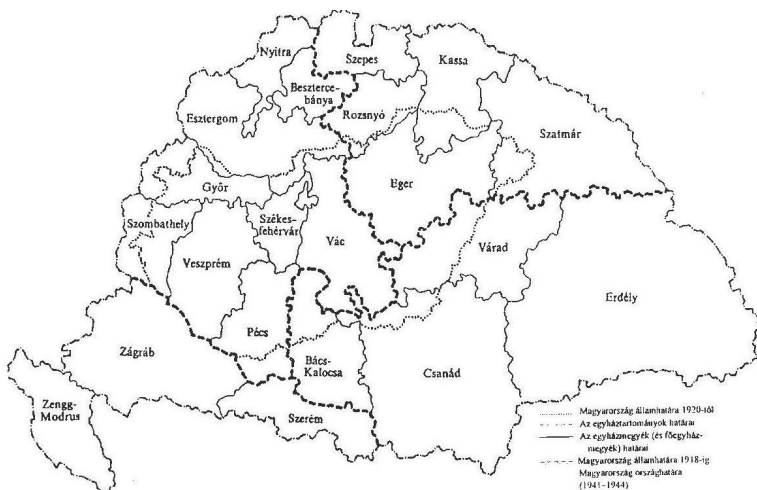 Nyitra
Szepes
Kassa
Besztercebánya
Rozsnyó
Esztergom
Szatmár
Eger
Győr
Szombathely
Székes-
fehérvár
Vác
Várad
Veszprém
Erdély
Pécs
Zágráb
Bács-
Kalocsa
Csanád
Zengg-
Modrus
Szerém
Magyarország államhatára 1920-tól
Az egyháztartományok határai
Az egyházmegyék (és főegyház-
megyék) határai
Magyarország államhatára 1918-ig
Magyarország országhatára
(1941-1944)